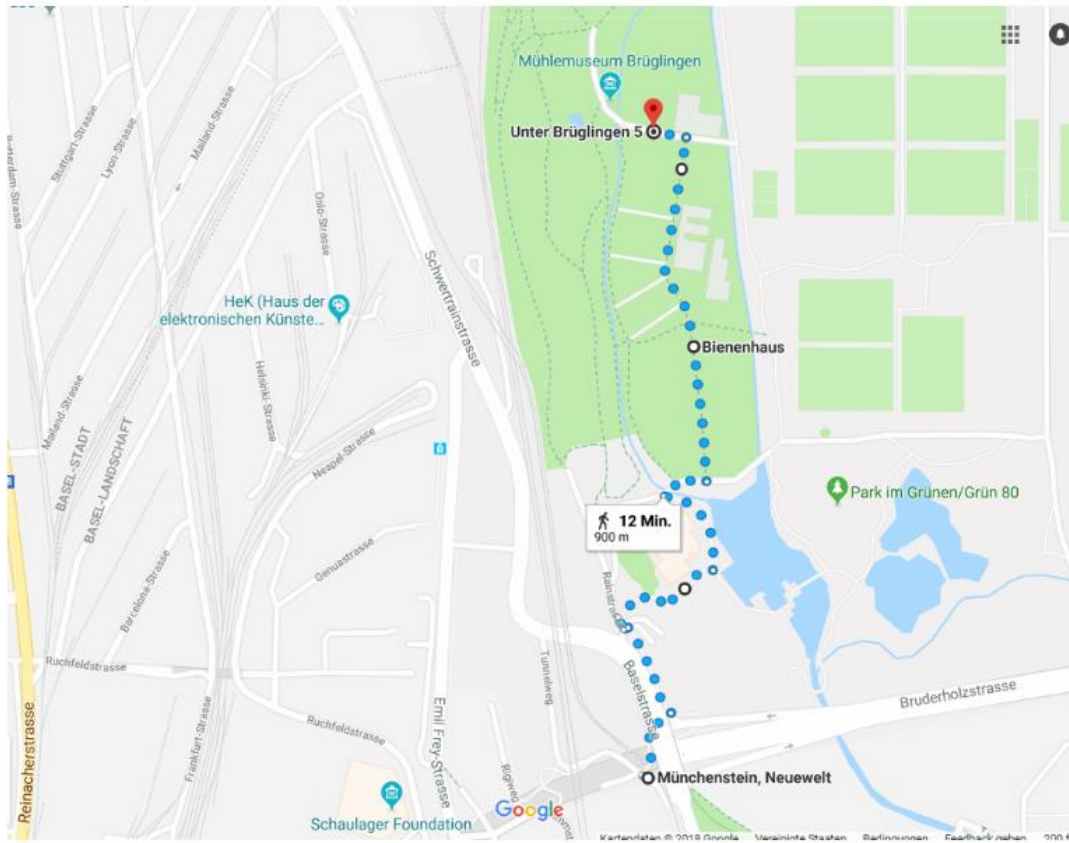 Mühlemuseum Brüglingen
Unter Brüglingen 5
Stuttgart-Strasse
Lyon-Strasse
Mailand-Strasse
Oslo-Strasse
Schwertrainstrasse
HeK (Haus der
elektronischen Künste...
Bienenhaus
Helsinki-Strasse
Mailand-Strasse
BASEL-STADT
BASEL-LANDSCHAFT
Neapel-Strasse
Park im Grünen/Grün 80
12 Min.
900 m
Genuastrasse
Barcelona-Strasse
Rainstrasse
Ruchfeldstrasse
Tunnelweg
Baselstrasse
Bruderholzstrasse
Emil Frey-Strasse
Ruchfeldstrasse
Frankfurt-Strasse
Reinacherstrasse
Münchenstein, Neuewelt
Google
Schaulager Foundation
Kartendaten © 2018 Google Vereinigte Staaten Bedingungen Feedback geben 200 f